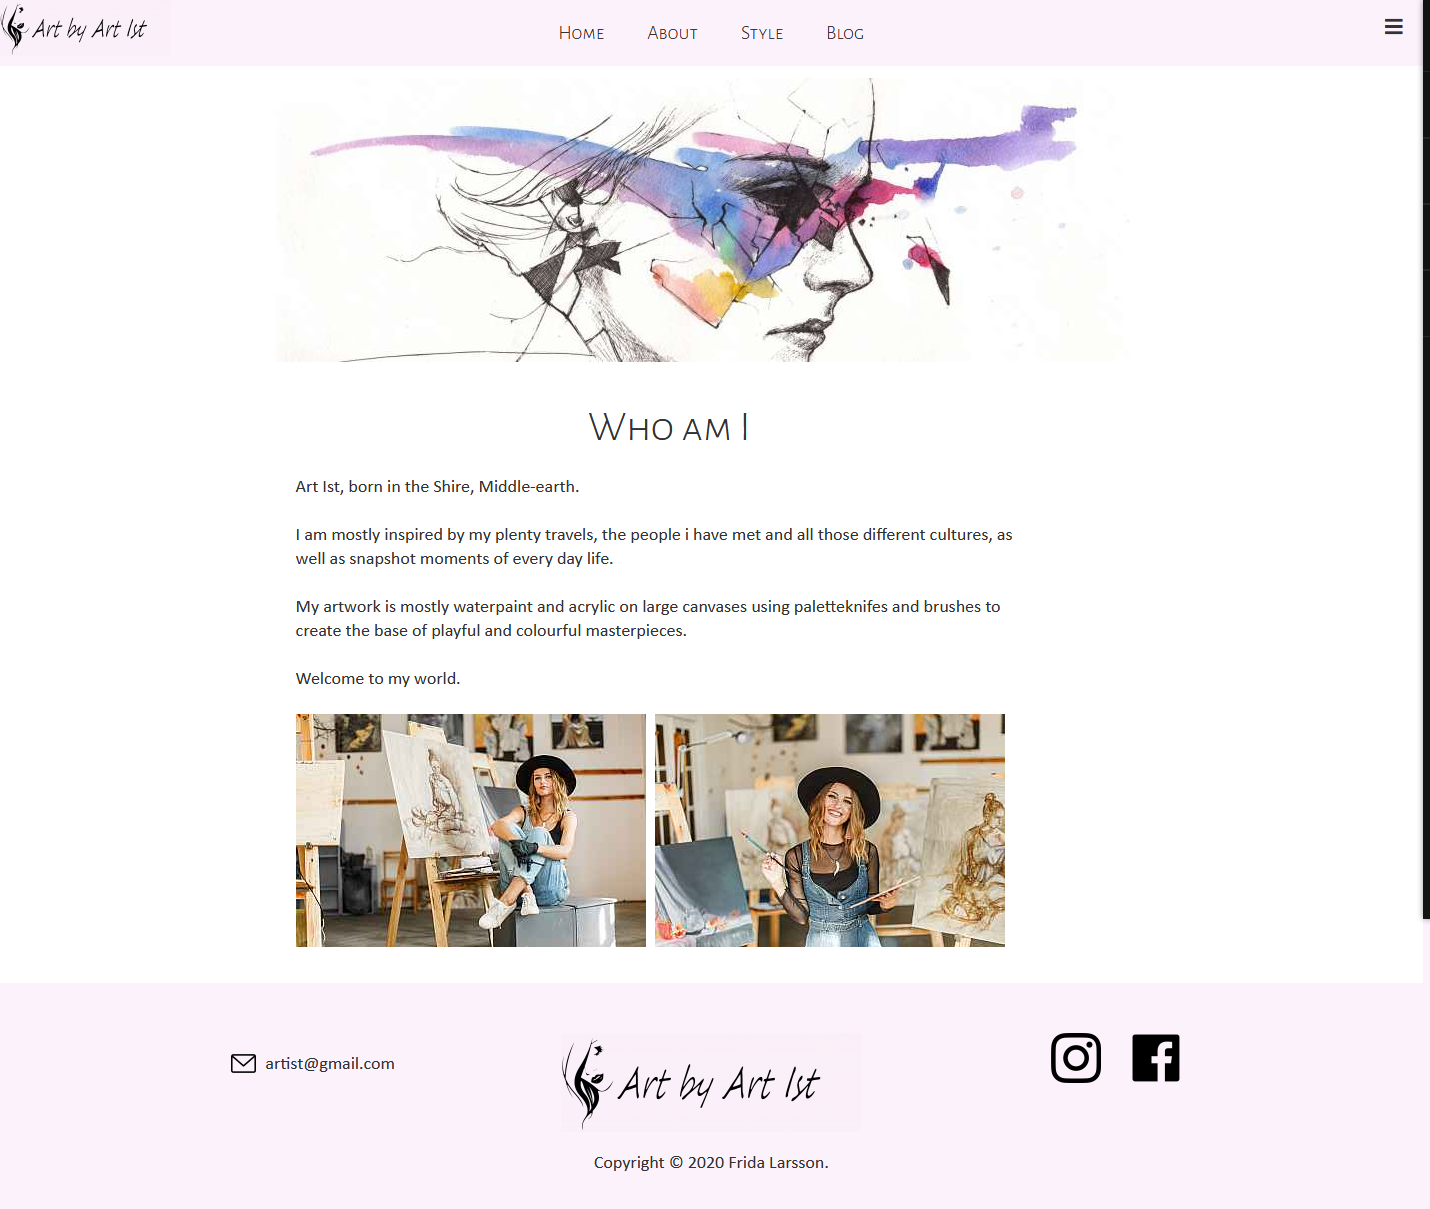 Art by Art Ist
Home About Style Blog
Who am I
Art Ist, born in the Shire, Middle-earth.
I am mostly inspired by my plenty travels, the people i have met and all those different cultures, as
well as snapshot moments of every day life.
My artwork is mostly waterpaint and acrylic on large canvases using paletteknifes and brushes to
create the base of playful and colourful masterpieces.
Welcome to my world.
artist@gmail.com
Art by Art Ist
Copyright © 2020 Frida Larsson.